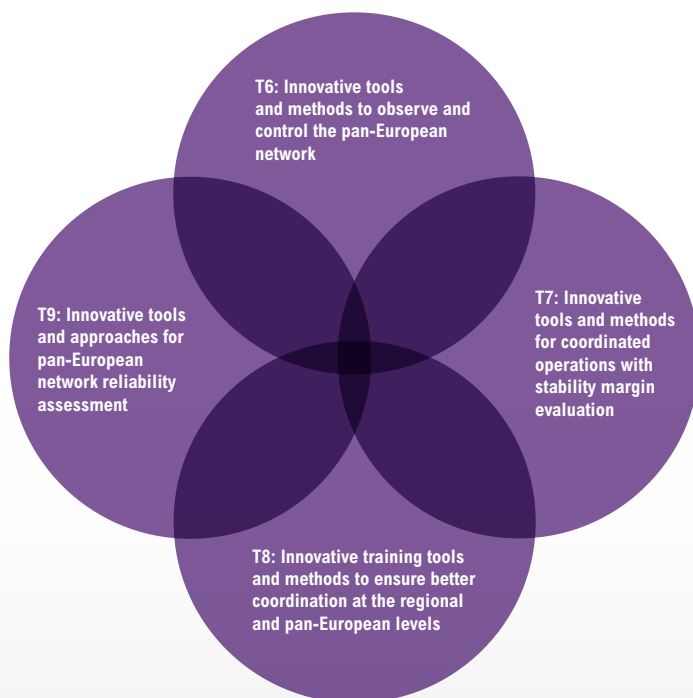 T6: Innovative tools
and methods to observe and
control the pan-European
network
T9: Innovative tools
and approaches for
pan-European
network reliability
assessment
T7: Innovative
tools and methods
for coordinated
operations with
stability margin
evaluation
T8: Innovative training tools
and methods to ensure better
coordination at the regional
and pan-European levels